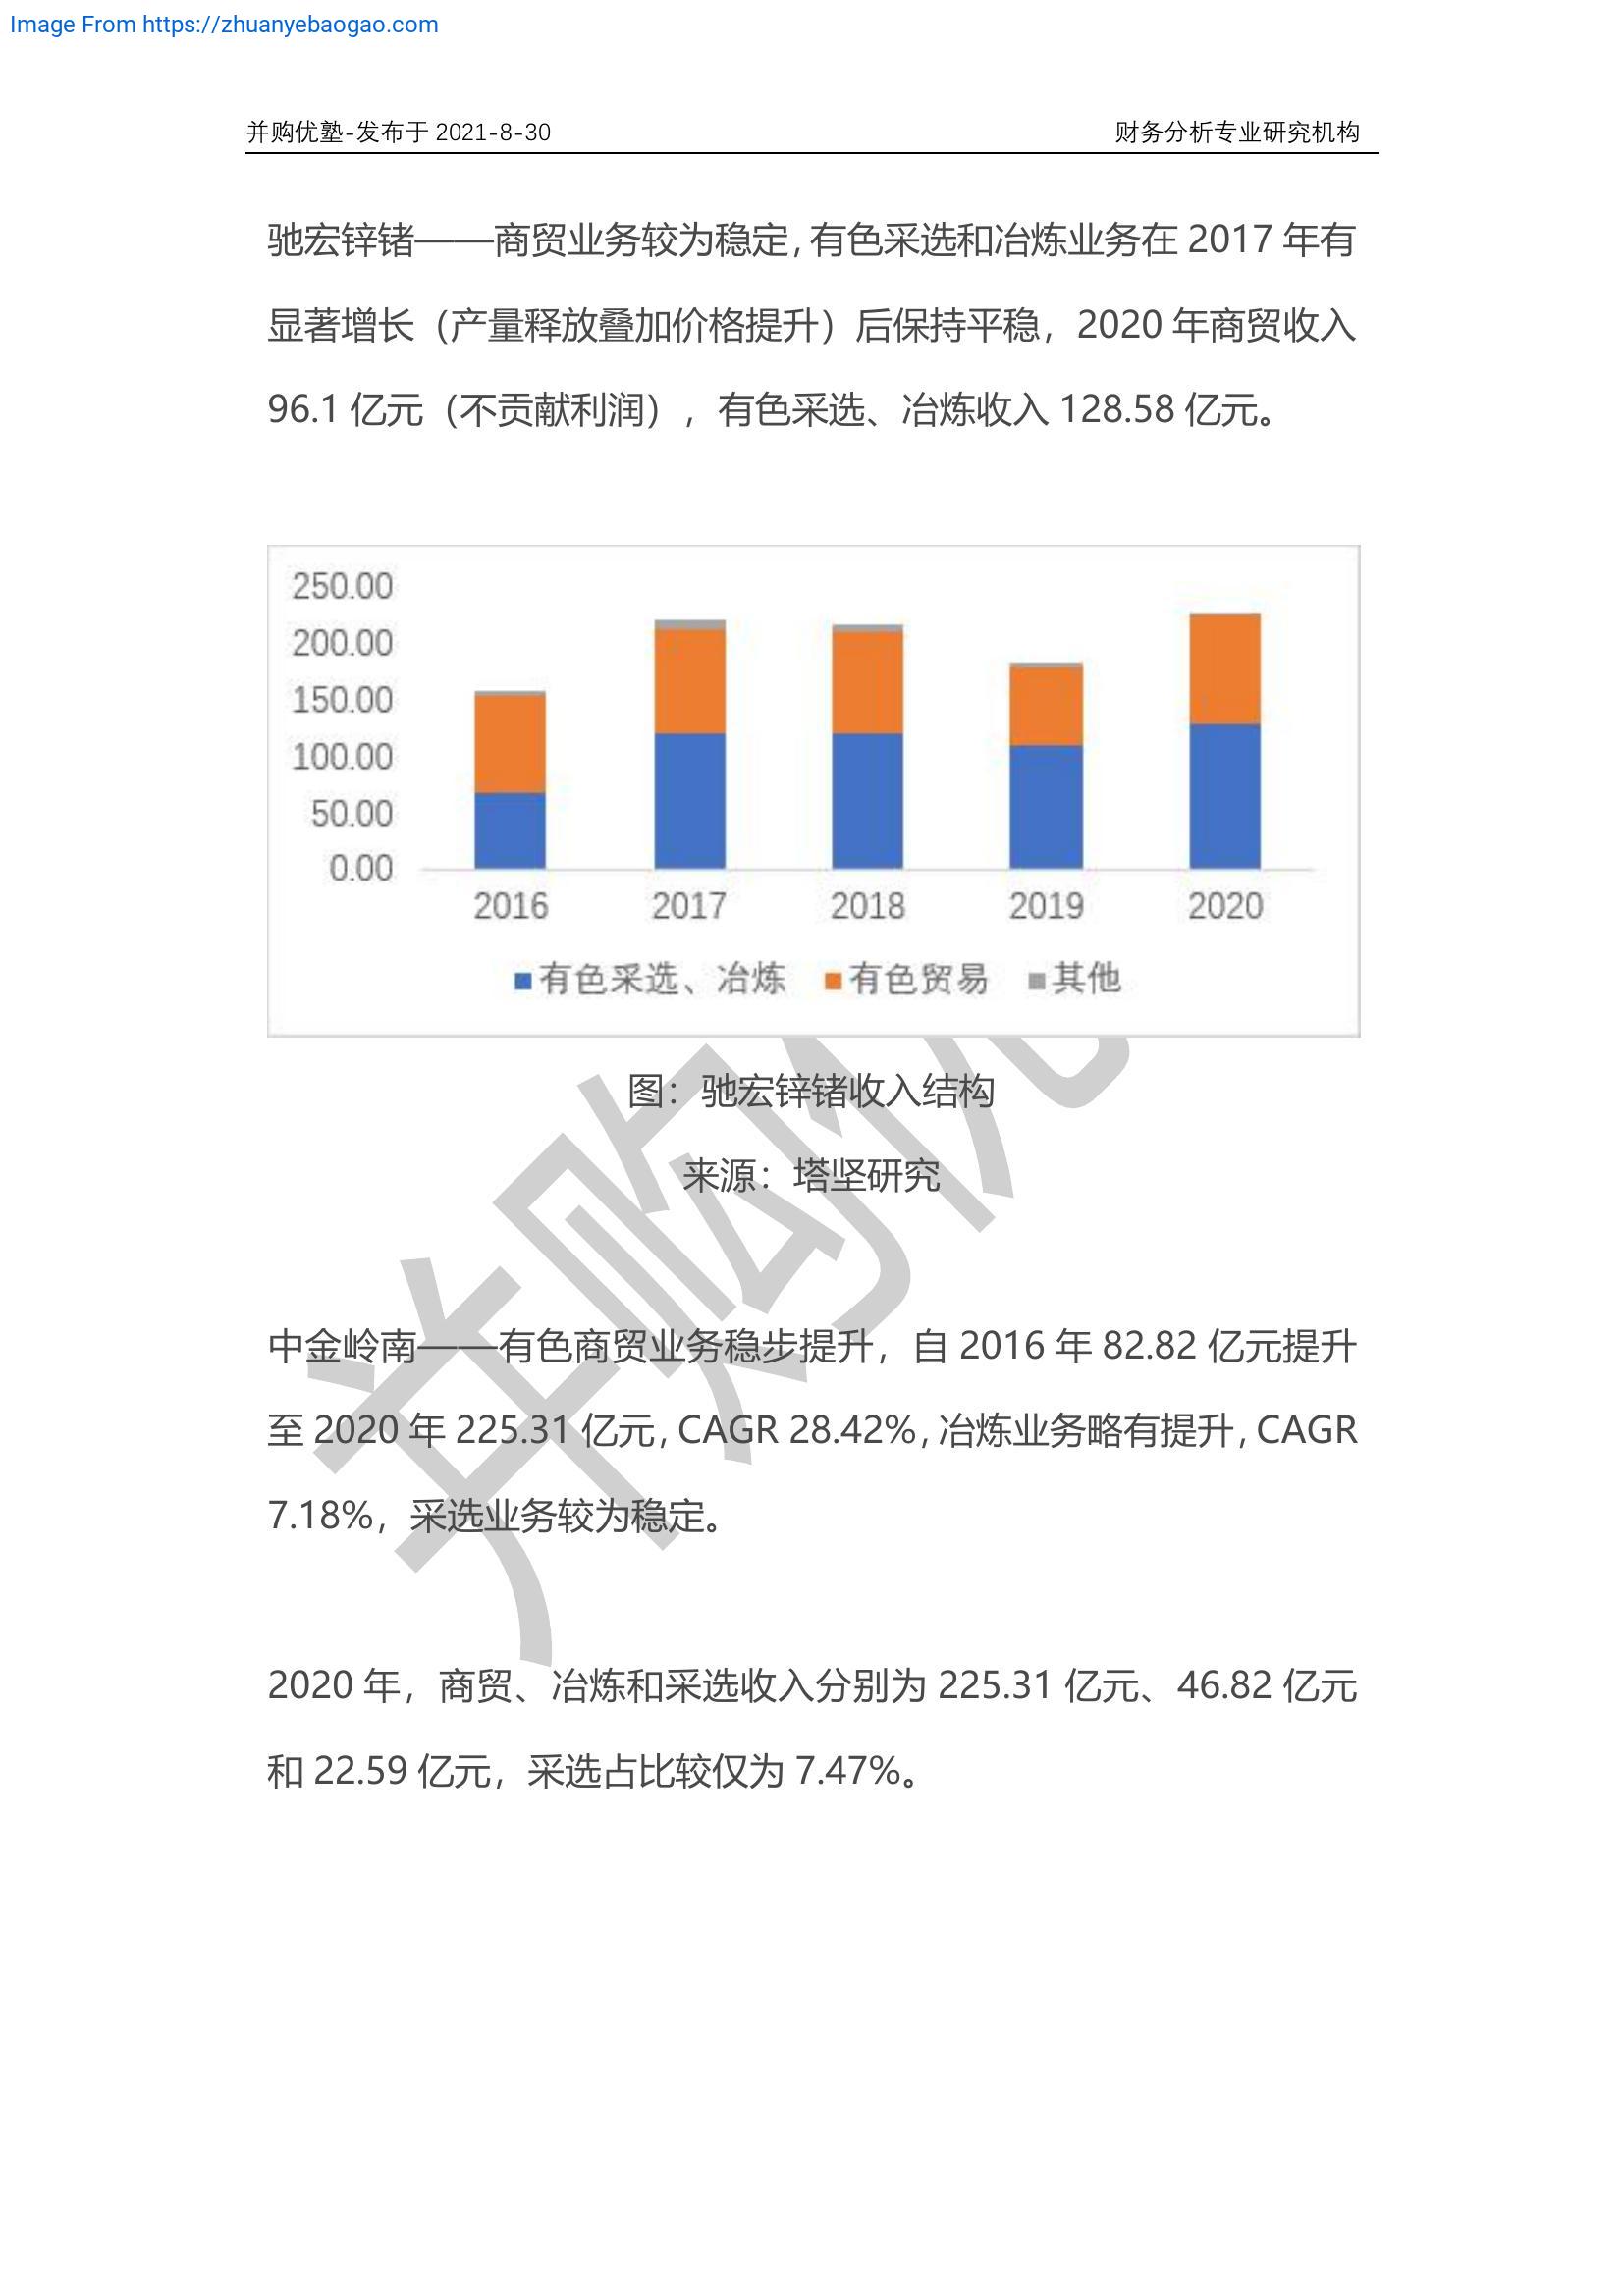 Image From https://zhuanyebaogao.com
并购优塾-发布于 2021-8-30 财务分析专业研究机构
驰宏锌锗——商贸业务较为稳定，有色采选和冶炼业务在 2017 年有
显著增长（产量释放叠加价格提升）后保持平稳，2020 年商贸收入
96.1 亿元（不贡献利润），有色采选、冶炼收入 128.58 亿元。
250.00
200.00
150.00
100.00
50.00
0.00
2016 2017 2018 2019 2020
有色采选、冶炼 有色贸易 其他
图：驰宏锌锗收入结构
来源：塔坚研究
中金岭南——有色商贸业务稳步提升，自 2016 年 82.82 亿元提升
至 2020 年 225.31 亿元，CAGR 28.42%，冶炼业务略有提升，CAGR
7.18%，采选业务较为稳定。
2020 年，商贸、冶炼和采选收入分别为 225.31 亿元、46.82 亿元
和 22.59 亿元，采选占比较仅为 7.47%。
并购优